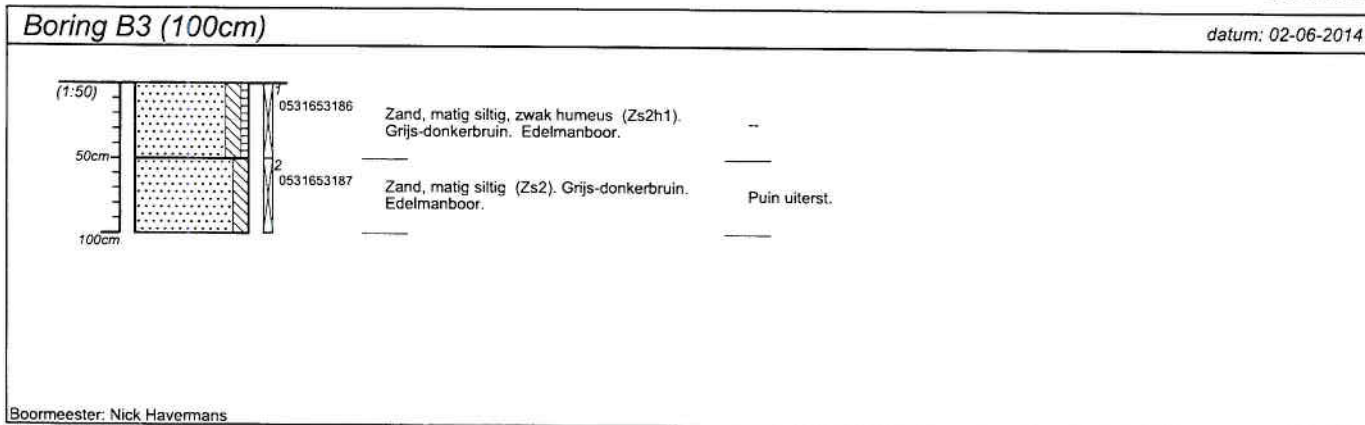 Boring B3 (100cm)
datum: 02-06-2014
(1:50)
1
0531653186
Zand, matig siltig, zwak humeus (Zs2h1).
Grijs-donkerbruin. Edelmanboor.
--
50cm
2
0531653187
Zand, matig siltig (Zs2). Grijs-donkerbruin.
Edelmanboor.
Puin uiterst.
100cm
Boormeester: Nick Havermans